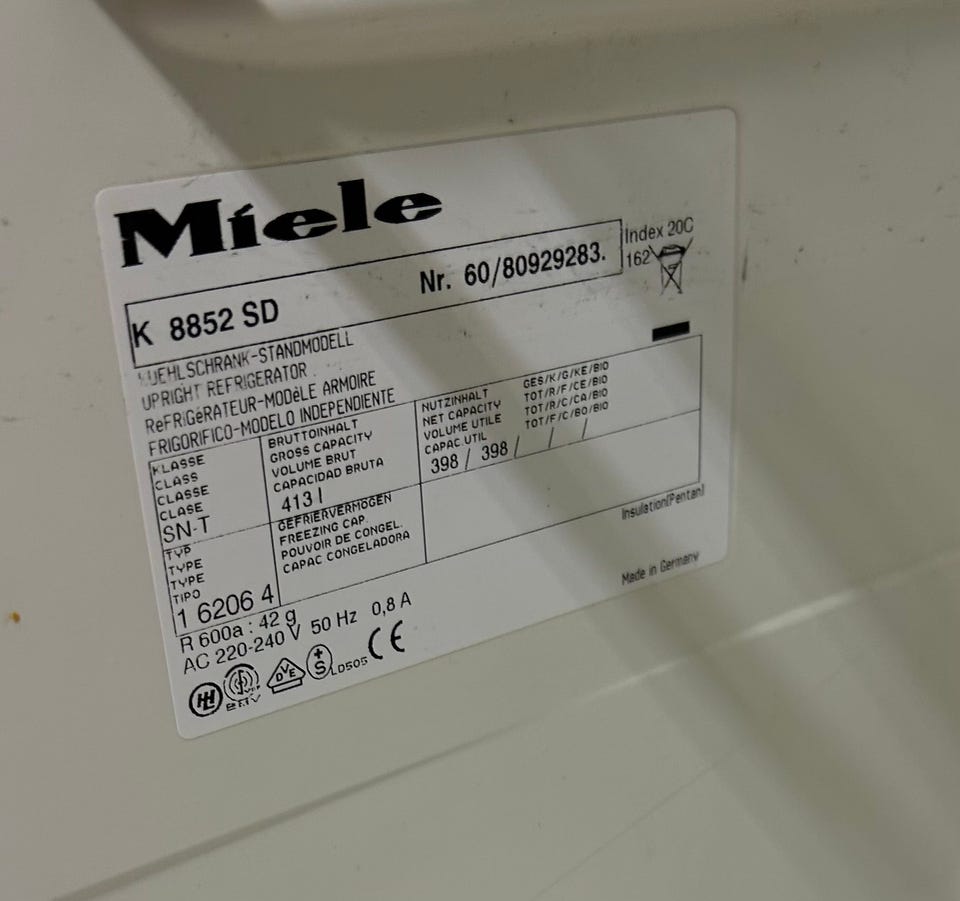 Miele
K 8852 SD Nr. 60/80929283.
Index 20C
162
UEHLSCHRANK-STANDMODELL
UPRIGHT REFRIGERATOR
ReFRiGéRATEUR-MODèLE ARMOIRE
FRIGORIFICO-MODELO INDEPENDIENTE
KLASSE
CLASS
CLASSE
CLASE
SN-T
BRUTTOINHALT
GROSS CAPACITY
VOLUME BRUT
CAPACIDAD BRUTA
413 l
NUTZINHALT
NET CAPACITY
VOLUME UTILE
CAPAC.UTIL
GES/K/G/KE/BIO
TOT/R/F/CE/BIO
TOT/R/C/CA/BIO
TOT/F/C/BO/BIO
398 / 398 / / /
TYP
TYPE
TYPE
TIPO
1 6206 4
GEFRIERVERMÖGEN
FREEZING CAP.
POUVOIR DE CONGEL.
CAPAC CONGELADORA
Insulation(Pentan)
R 600a : 42 g
AC 220-240 V 50 Hz 0,8 A
Made in Germany
DVE +S LD505 CE